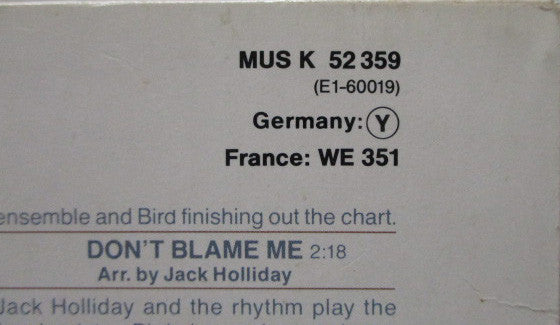 MUS K 52 359
(E1-60019)
Germany: Y
France: WE 351
ensemble and Bird finishing out the chart.
DON'T BLAME ME 2:18
Arr. by Jack Holliday
Jack Holliday and the rhythm play the